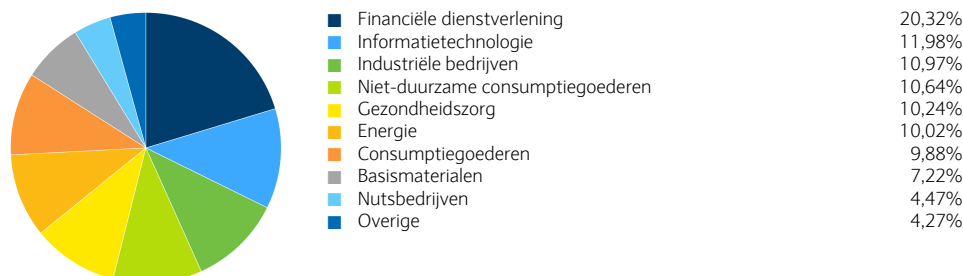 Financiële dienstverlening 20,32%
Informatietechnologie 11,98%
Industriële bedrijven 10,97%
Niet-duurzame consumptiegoederen 10,64%
Gezondheidszorg 10,24%
Energie 10,02%
Consumptiegoederen 9,88%
Basismaterialen 7,22%
Nutsbedrijven 4,47%
Overige 4,27%